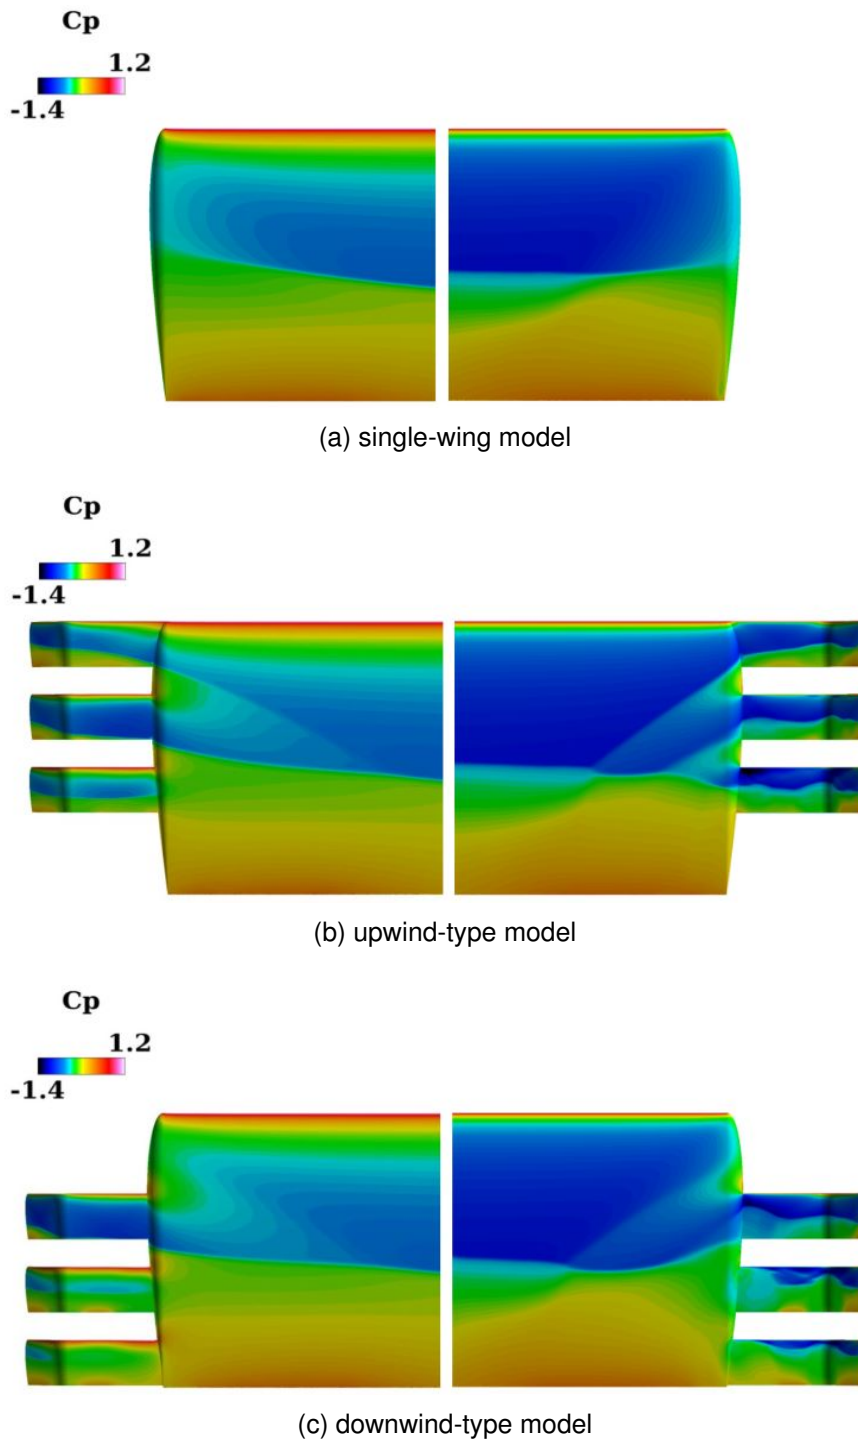 Cp
1.2
-1.4
(a) single-wing model
Cp
1.2
-1.4
(b) upwind-type model
Cp
1.2
-1.4
(c) downwind-type model